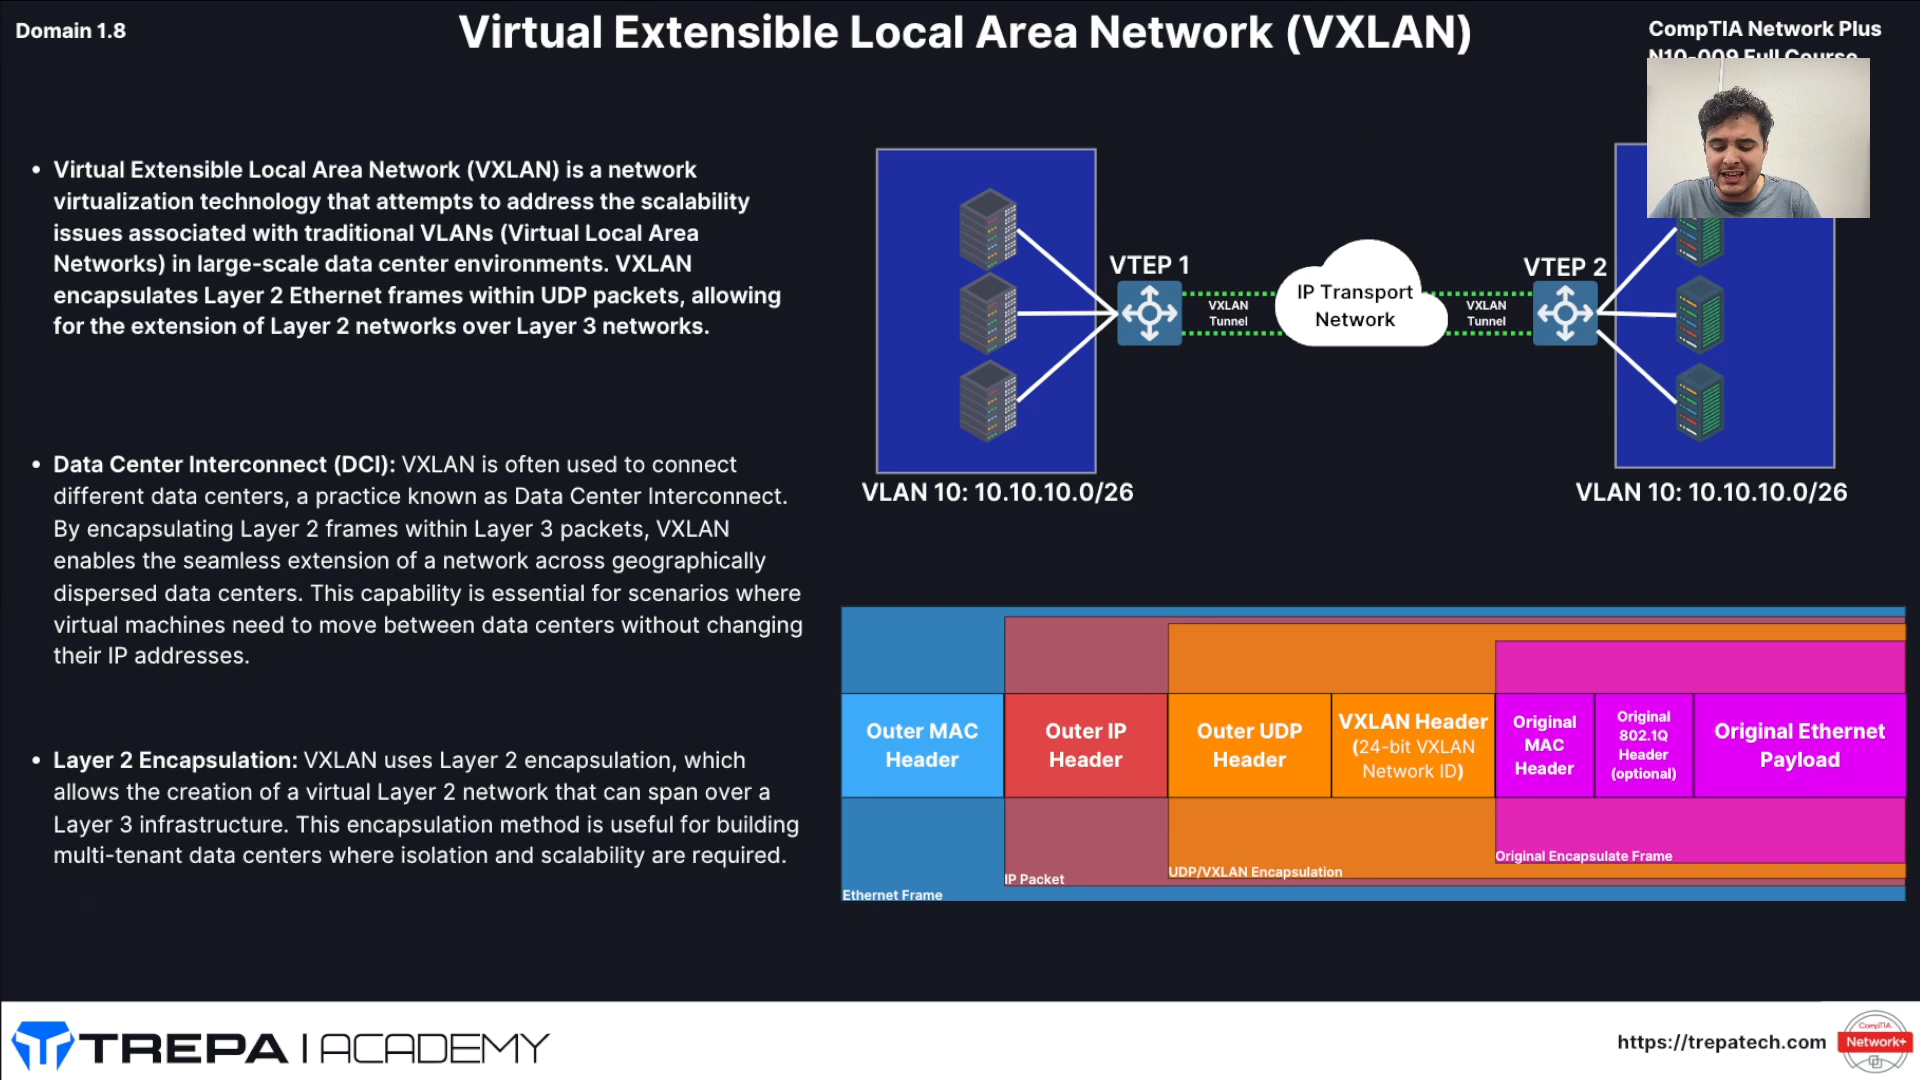 Domain 1.8
Virtual Extensible Local Area Network (VXLAN)
CompTIA Network Plus
N10-009 Full Course
• Virtual Extensible Local Area Network (VXLAN) is a network
virtualization technology that attempts to address the scalability
issues associated with traditional VLANs (Virtual Local Area
Networks) in large-scale data center environments. VXLAN
encapsulates Layer 2 Ethernet frames within UDP packets, allowing
for the extension of Layer 2 networks over Layer 3 networks.
• Data Center Interconnect (DCI): VXLAN is often used to connect
different data centers, a practice known as Data Center Interconnect.
By encapsulating Layer 2 frames within Layer 3 packets, VXLAN
enables the seamless extension of a network across geographically
dispersed data centers. This capability is essential for scenarios where
virtual machines need to move between data centers without changing
their IP addresses.
• Layer 2 Encapsulation: VXLAN uses Layer 2 encapsulation, which
allows the creation of a virtual Layer 2 network that can span over a
Layer 3 infrastructure. This encapsulation method is useful for building
multi-tenant data centers where isolation and scalability are required.
VTEP 1
VXLAN
Tunnel
IP Transport
Network
VXLAN
Tunnel
VTEP 2
VLAN 10: 10.10.10.0/26
VLAN 10: 10.10.10.0/26
Outer MAC
Header
Outer IP
Header
Outer UDP
Header
VXLAN Header
(24-bit VXLAN
Network ID)
Original
MAC
Header
Original
802.1Q
Header
(optional)
Original Ethernet
Payload
Original Encapsulate Frame
UDP/VXLAN Encapsulation
IP Packet
Ethernet Frame
TREPA | ACADEMY
https://trepatech.com
CompTIA
Network+